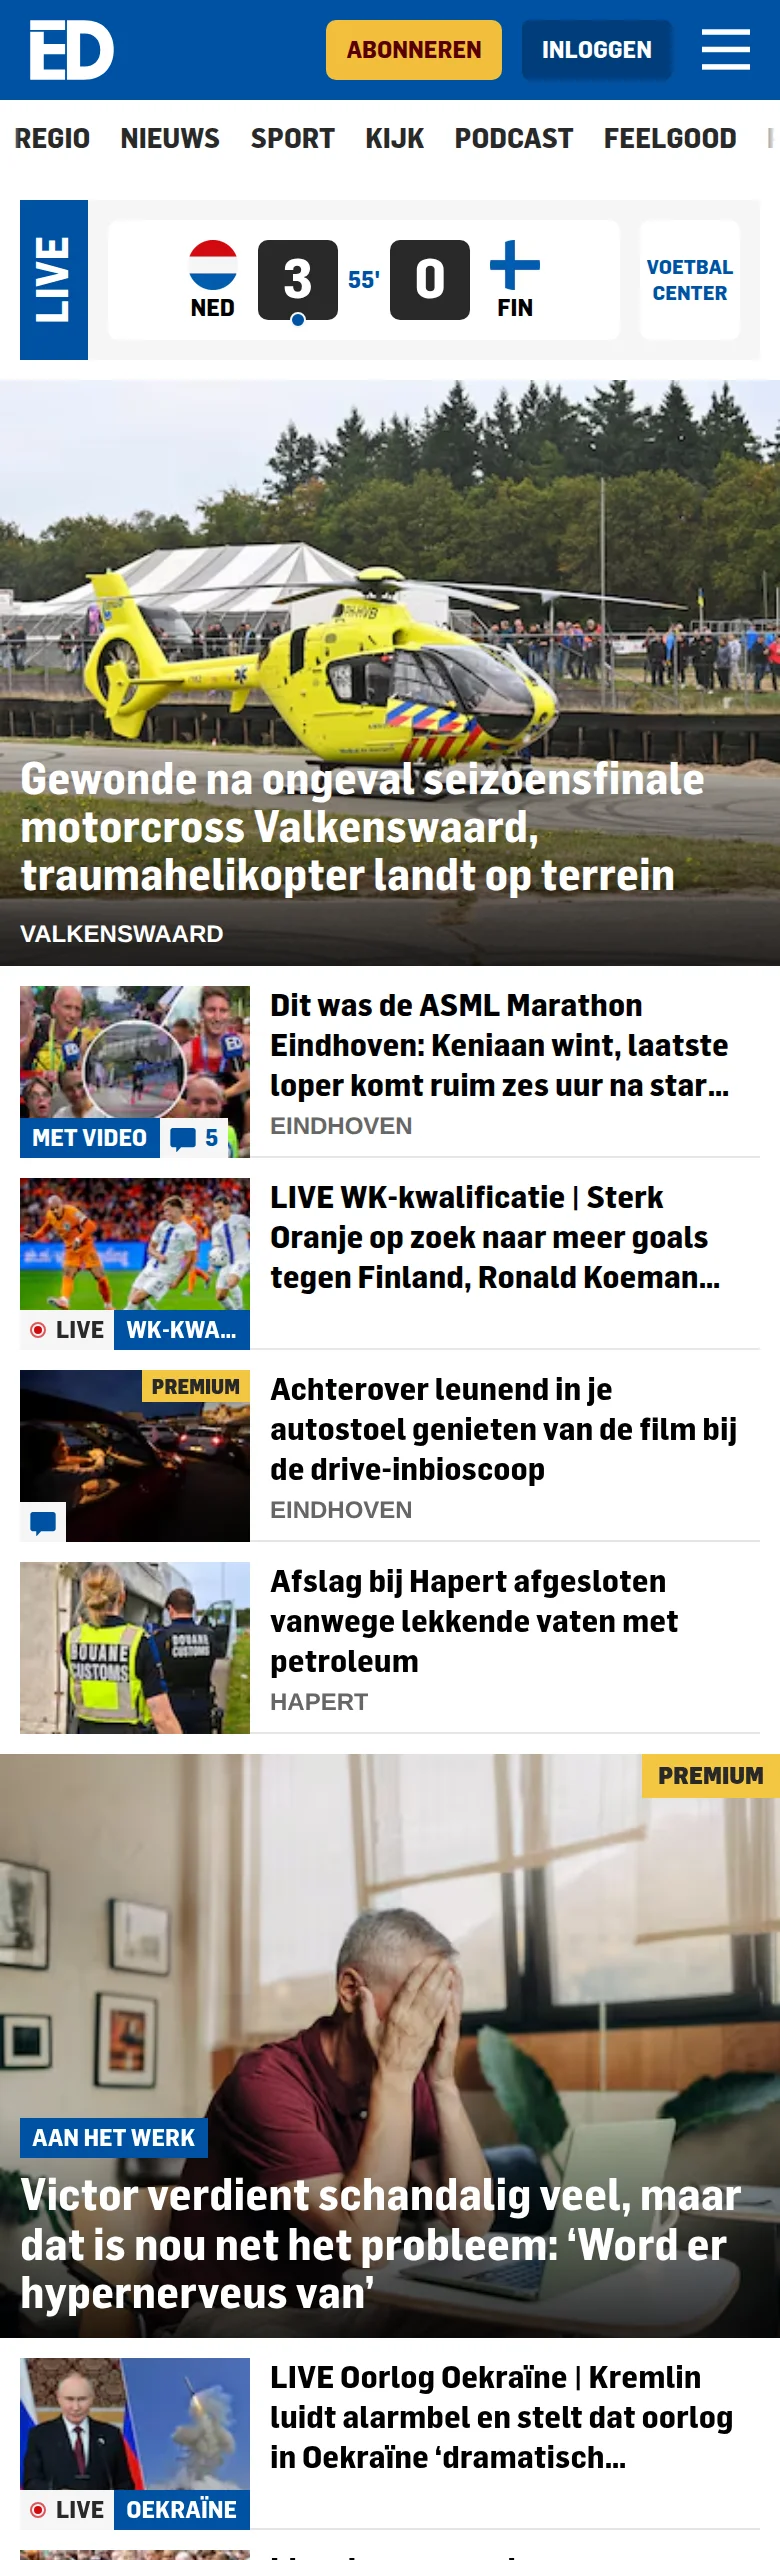 ED
ABONNEREN
INLOGGEN
REGIO NIEUWS SPORT KIJK PODCAST FEELGOOD
LIVE
NED
3
55'
0
FIN
VOETBAL
CENTER
Gewonde na ongeval seizoensfinale
motorcross Valkenswaard,
traumahelikopter landt op terrein
VALKENSWAARD
Dit was de ASML Marathon
Eindhoven: Keniaan wint, laatste
loper komt ruim zes uur na star...
EINDHOVEN
MET VIDEO
5
LIVE WK-kwalificatie | Sterk
Oranje op zoek naar meer goals
tegen Finland, Ronald Koeman...
LIVE
WK-KWA...
PREMIUM
Achterover leunend in je
autostoel genieten van de film bij
de drive-inbioscoop
EINDHOVEN
Afslag bij Hapert afgesloten
vanwege lekkende vaten met
petroleum
HAPERT
DOUANE
CUSTOMS
DOUANE
CUSTOMS
PREMIUM
AAN HET WERK
Victor verdient schandalig veel, maar
dat is nou net het probleem: ‘Word er
hypernerveus van’
LIVE Oorlog Oekraïne | Kremlin
luidt alarmbel en stelt dat oorlog
in Oekraïne ‘dramatisch...
LIVE
OEKRAÏNE